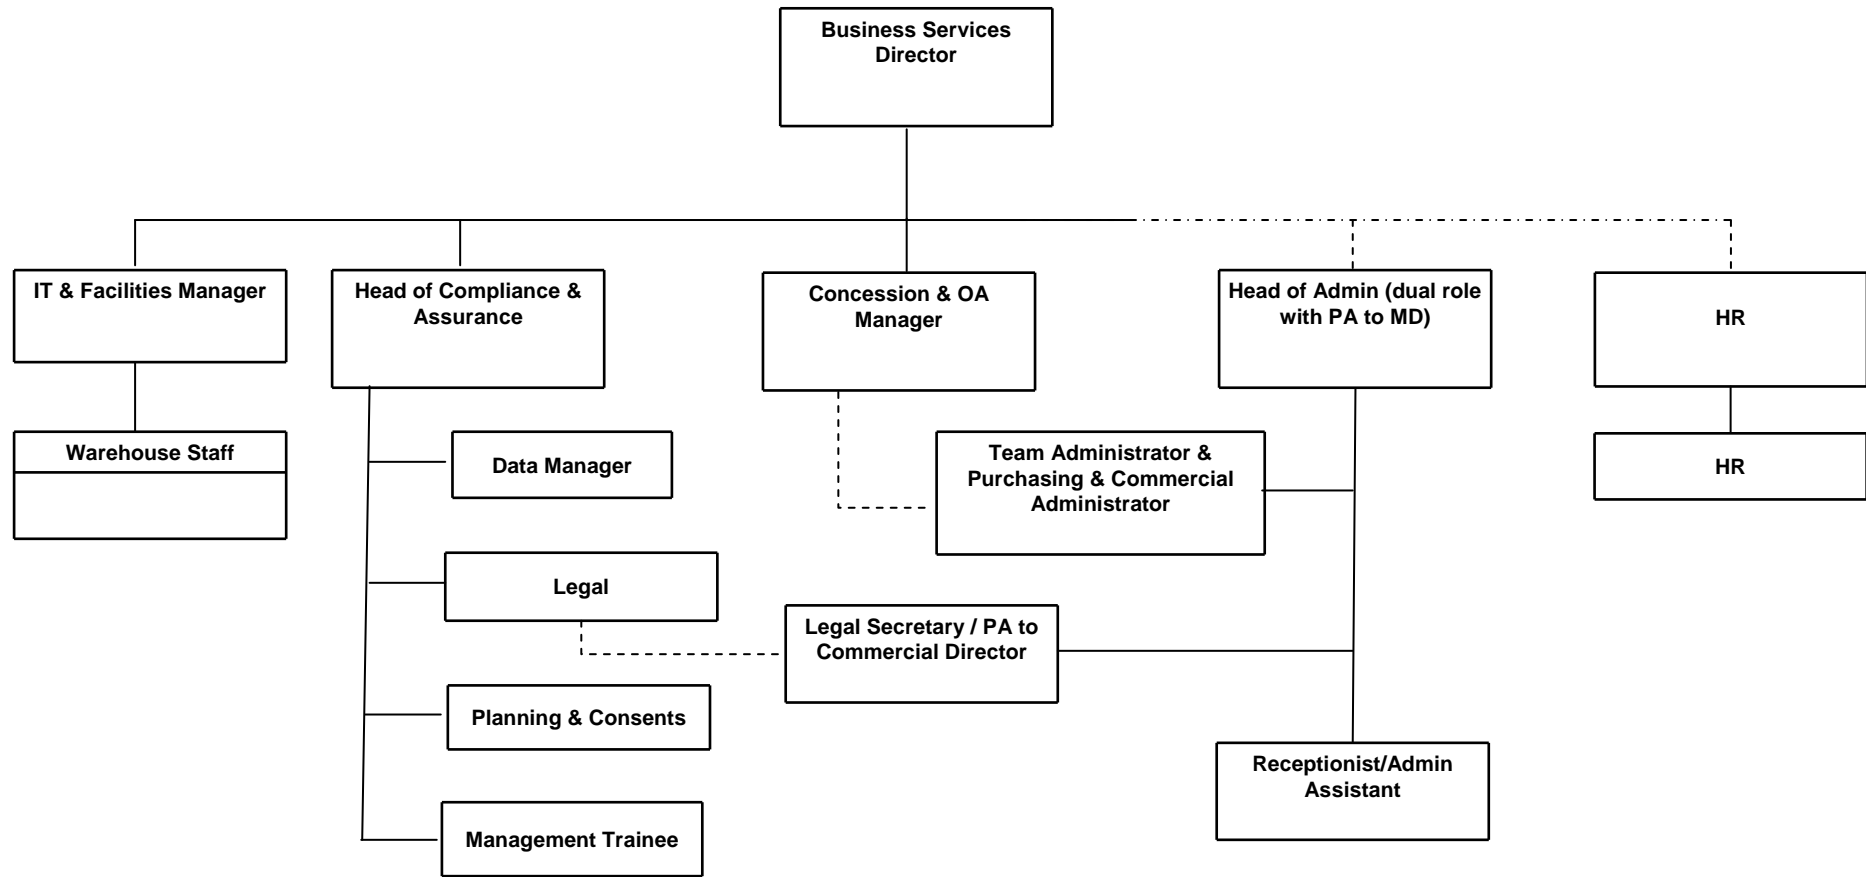 Business Services
Director
IT & Facilities Manager
Head of Compliance &
Assurance
Concession & OA
Manager
Head of Admin (dual role
with PA to MD)
HR
Warehouse Staff
Data Manager
Team Administrator &
Purchasing & Commercial
Administrator
HR
Legal
Legal Secretary / PA to
Commercial Director
Planning & Consents
Receptionist/Admin
Assistant
Management Trainee